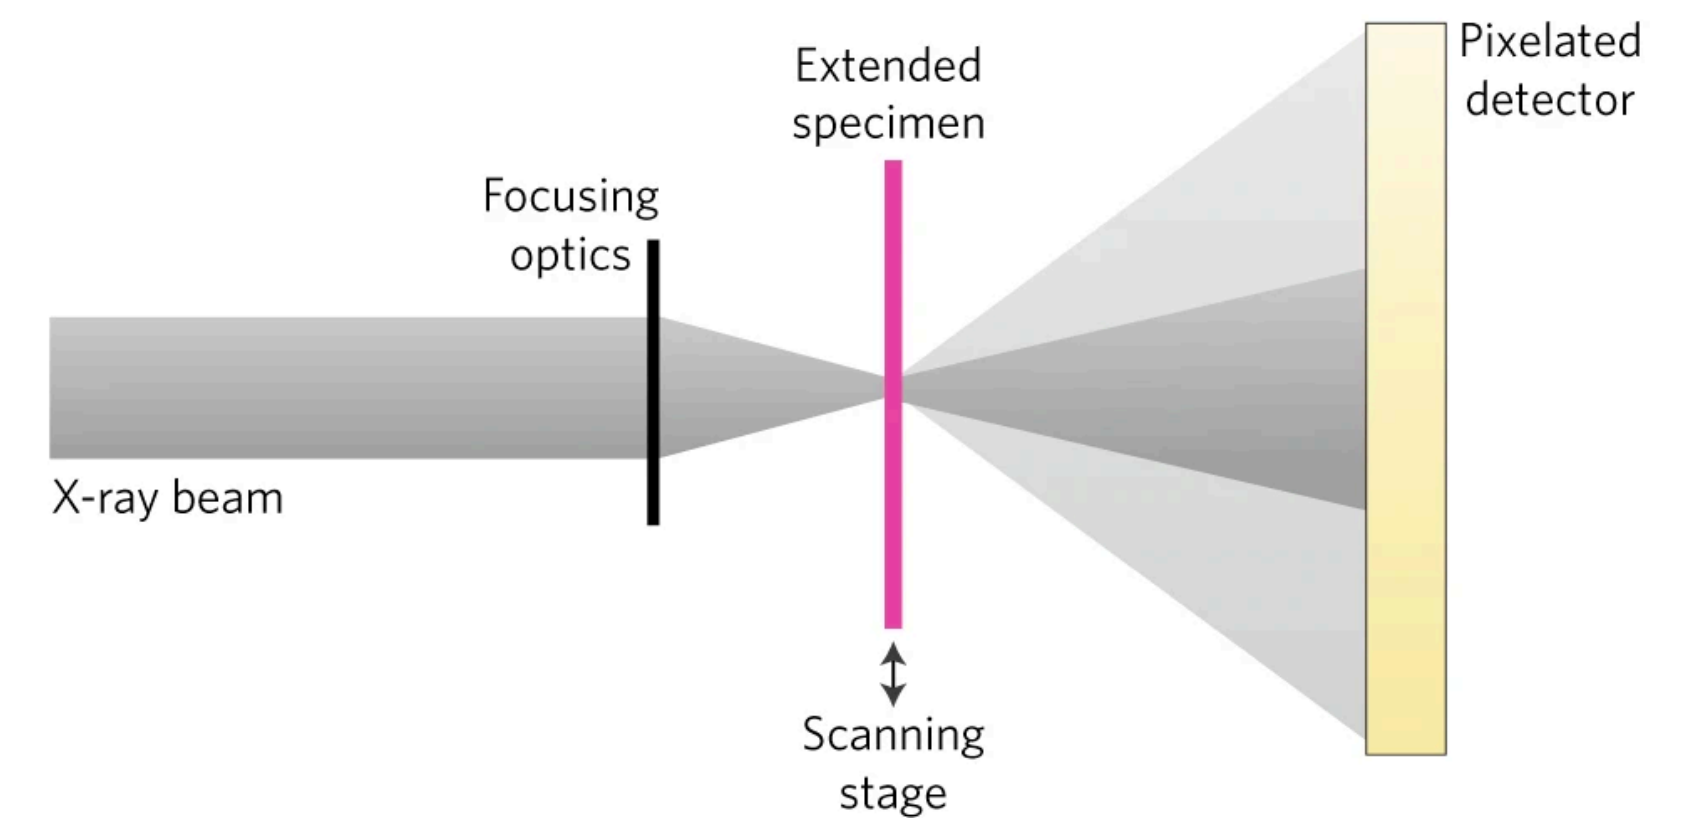 Extended
specimen
Pixelated
detector
Focusing
optics
X-ray beam
Scanning
stage